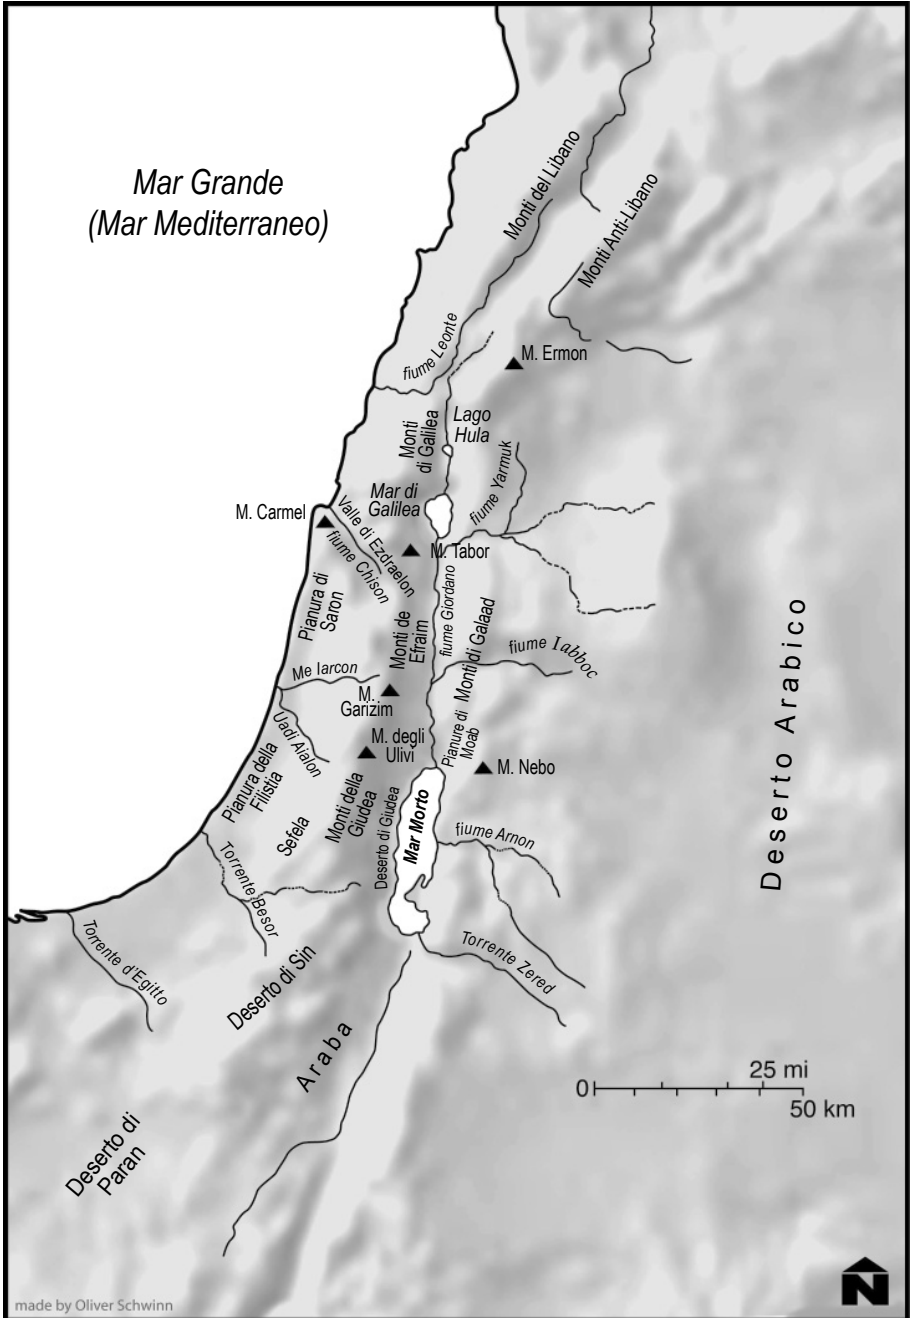 Mar Grande
(Mar Mediterraneo)
Monti del Libano
Monti Anti-Libano
fiume Leonte
M. Ermon
Monti
di Galilea
Lago
Hula
fiume Yarmuk
Mar di
Galilea
M. Carmel
Valle di Ezdraelon
fiume Chison
M. Tabor
Pianura di
Saron
Monti de
Efraim
fiume Giordano
Monti di Galaad
fiume Iabboc
Me Iarcon
M.
Garizim
Uadi Aialon
M. degli
Ulivi
Pianure di
Moab
M. Nebo
Pianura della
Filistia
Sefela
Monti della
Giudea
Deserto di Giudea
Mar Morto
fiume Arnon
Deserto Arabico
Torrente Besor
Torrente d'Egitto
Deserto di Sin
Torrente Zered
Araba
Deserto di
Paran
25 mi
0
50 km
N
made by Oliver Schwinn